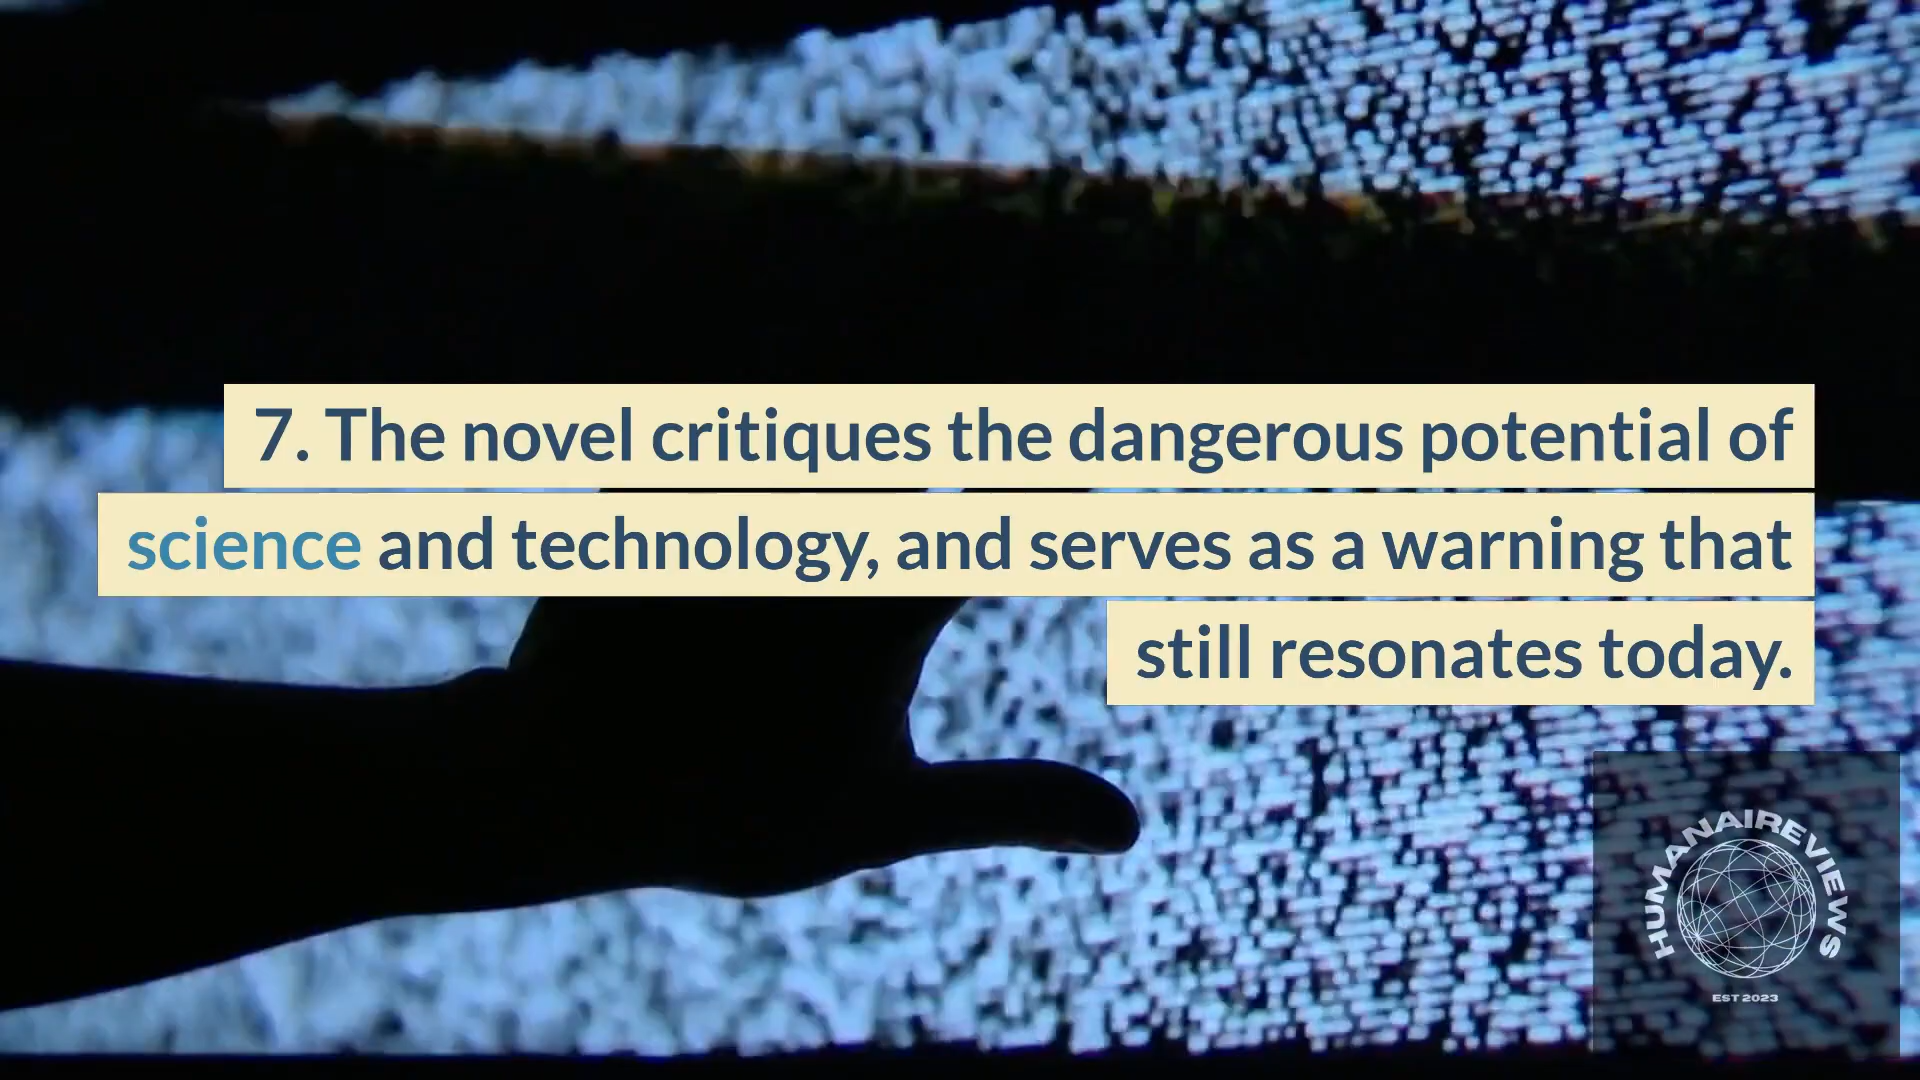 7. The novel critiques the dangerous potential of
science and technology, and serves as a warning that
still resonates today.
HUMANAIREVIEWS
EST 2023